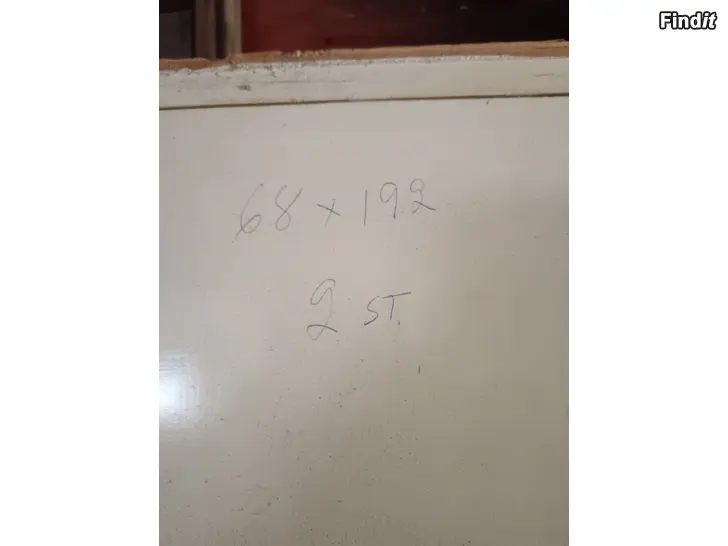 Findit
68 x 192
2 ST.